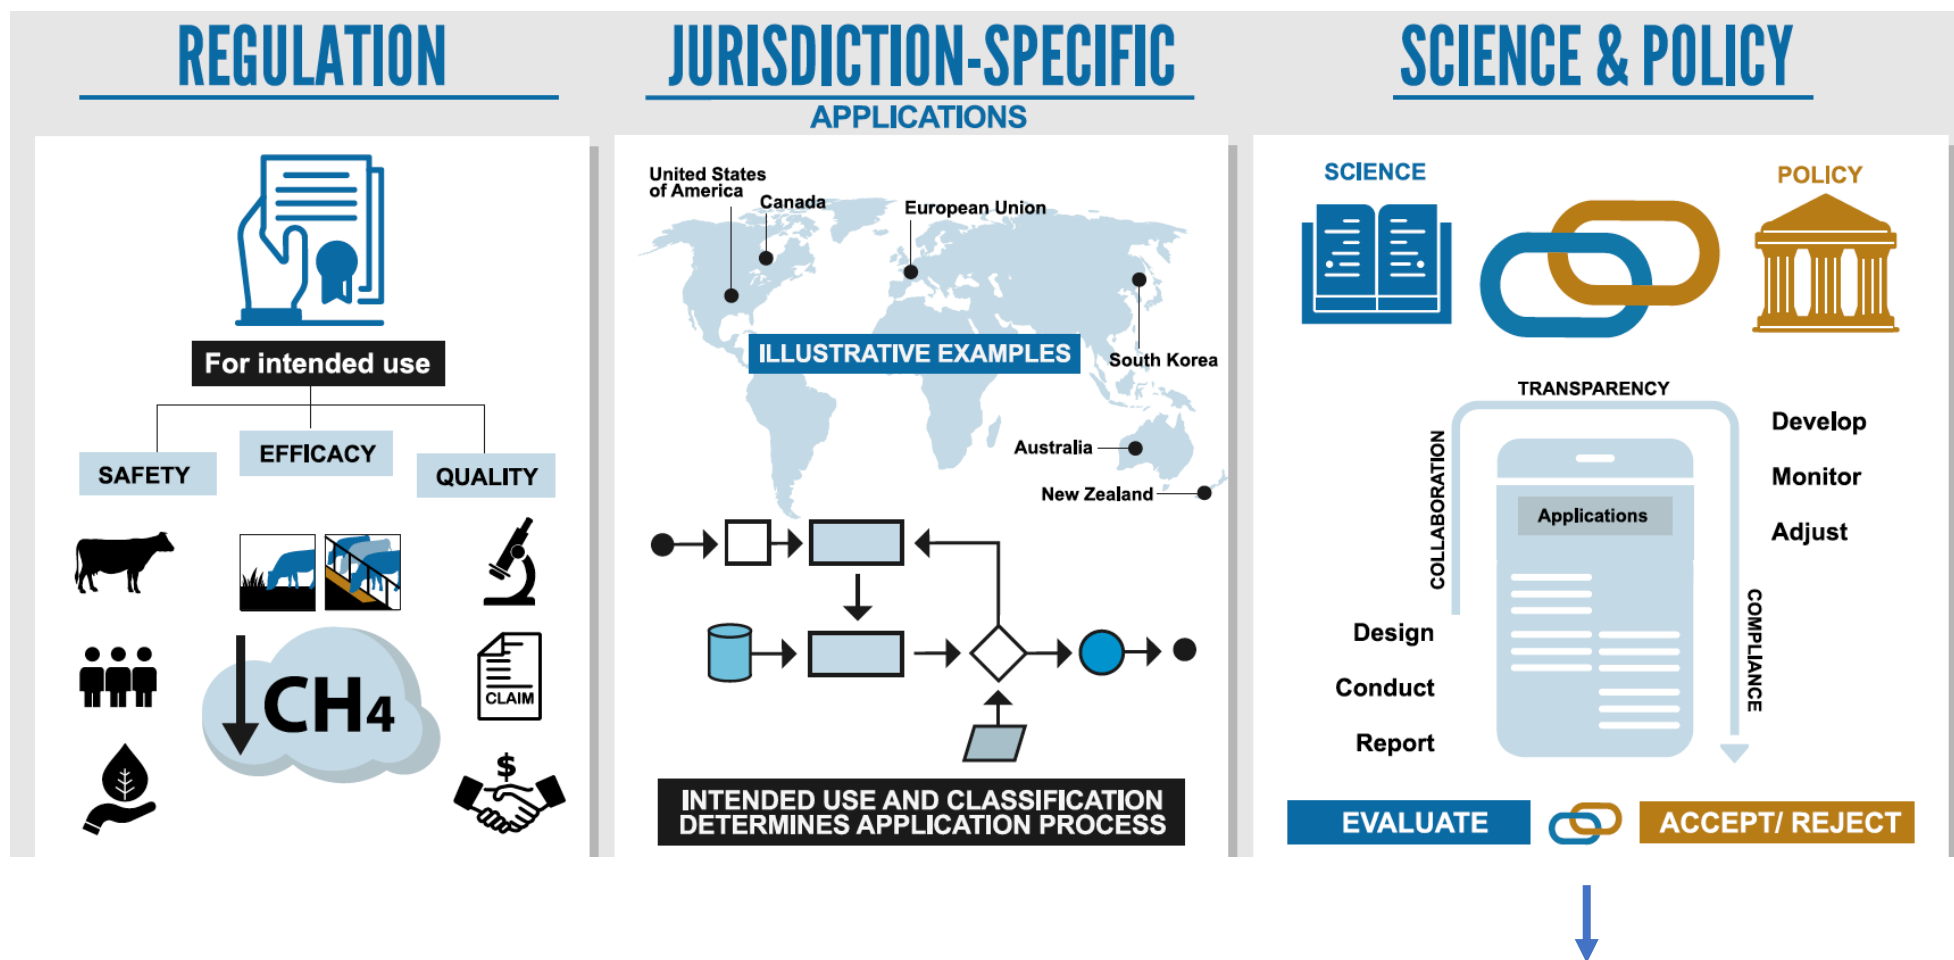 REGULATION
For intended use
SAFETY
EFFICACY
QUALITY
CH4
CLAIM
$
JURISDICTION-SPECIFIC
APPLICATIONS
United States
of America
Canada
European Union
ILLUSTRATIVE EXAMPLES
South Korea
Australia
New Zealand
INTENDED USE AND CLASSIFICATION
DETERMINES APPLICATION PROCESS
SCIENCE & POLICY
SCIENCE
POLICY
TRANSPARENCY
COLLABORATION
COMPLIANCE
Applications
Develop
Monitor
Adjust
Design
Conduct
Report
EVALUATE
ACCEPT/ REJECT